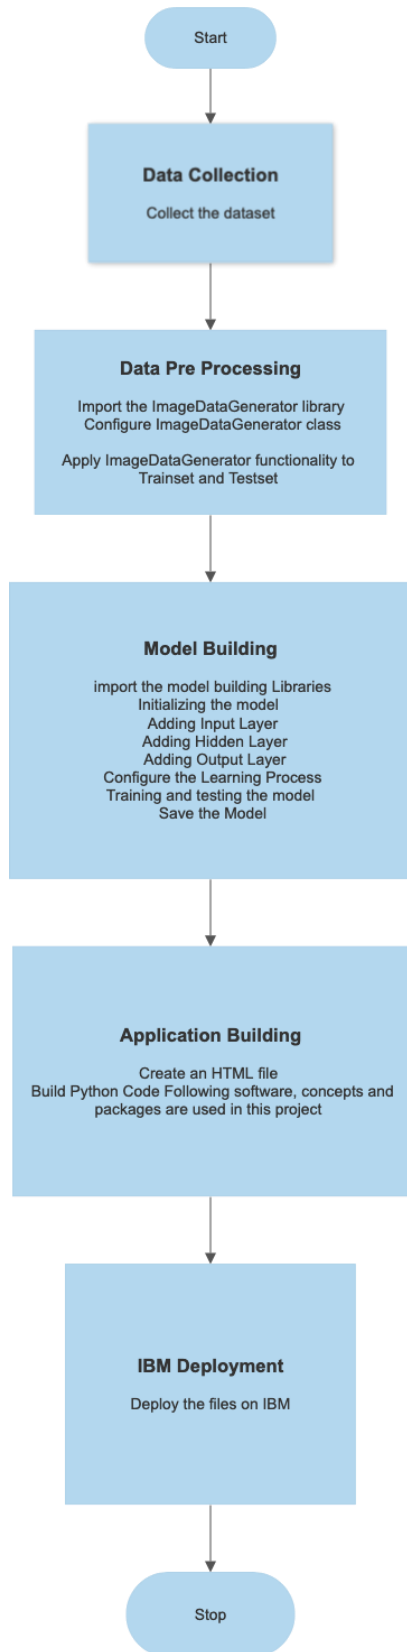 Start
Data Collection
Collect the dataset
Data Pre Processing
Import the ImageDataGenerator library
Configure ImageDataGenerator class
Apply ImageDataGenerator functionality to
Trainset and Testset
Model Building
import the model building Libraries
Initializing the model
Adding Input Layer
Adding Hidden Layer
Adding Output Layer
Configure the Learning Process
Training and testing the model
Save the Model
Application Building
Create an HTML file
Build Python Code Following software, concepts and
packages are used in this project
IBM Deployment
Deploy the files on IBM
Stop